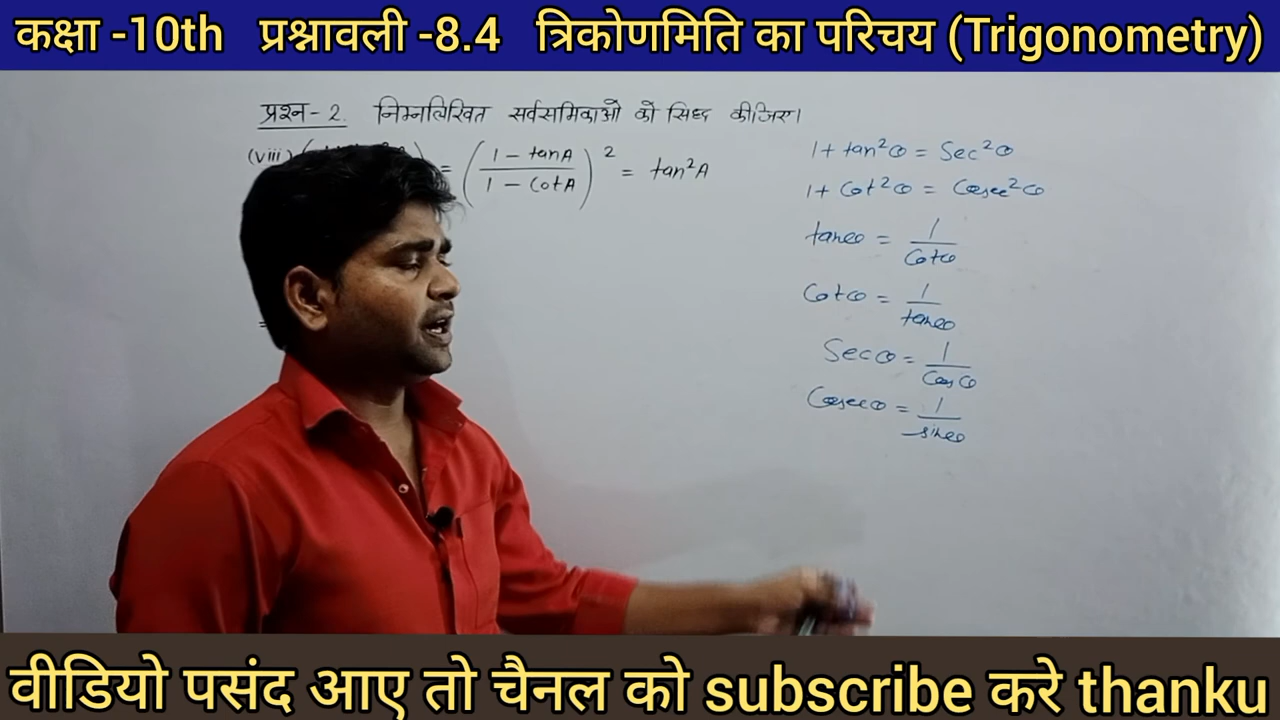 कक्षा -10th प्रश्नावली -8.4 त्रिकोणमिति का परिचय (Trigonometry)
प्रश्न- 2. निम्नलिखित सर्वसमिकाओ को सिध्द कीजिए।
(viii) ( = ( 1 - tanA / 1 - CotA )² = tan²A
1 + tan²θ = Sec²θ
1 + Cot²θ = Cosec²θ
tanθ = 1 / Cotθ
Cotθ = 1 / tanθ
Secθ = 1 / Cosθ
Cosecθ = 1 / sinθ
वीडियो पसंद आए तो चैनल को subscribe करे thanku